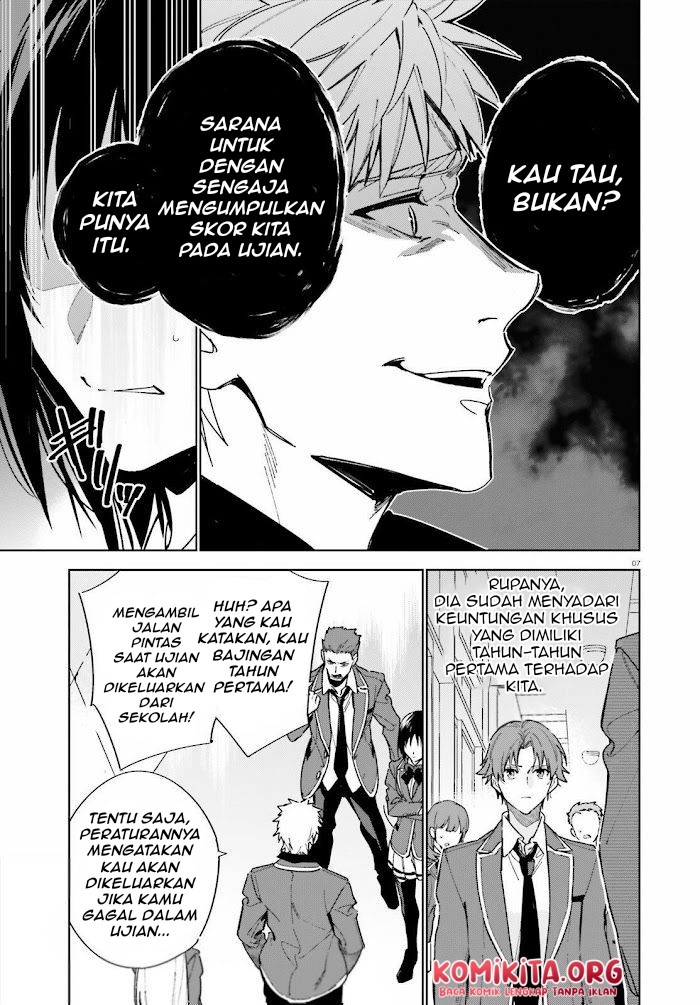 KAU TAU,
BUKAN?
SARANA
UNTUK
DENGAN
SENGAJA
MENGUMPULKAN
SKOR KITA
PADA UJIAN.
KITA
PUNYA
ITU.
ギギッ
07
RUPANYA,
DIA SUDAH MENYADARI
KEUNTUNGAN KHUSUS
YANG DIMILIKI
TAHUN-TAHUN
PERTAMA TERHADAP
KITA.
HUH? APA
YANG KAU
KATAKAN, KAU
BAJINGAN
TAHUN
PERTAMA!
MENGAMBIL
JALAN
PINTAS
SAAT UJIAN
AKAN
DIKELUARKAN
DARI
SEKOLAH!
TENTU SAJA,
PERATURANNYA
MENGATAKAN
KAU AKAN
DIKELUARKAN
JIKA KAMU
GAGAL DALAM
UJIAN...
KOMIKITA.ORG
BACA KOMIK LENGKAP TANPA IKLAN